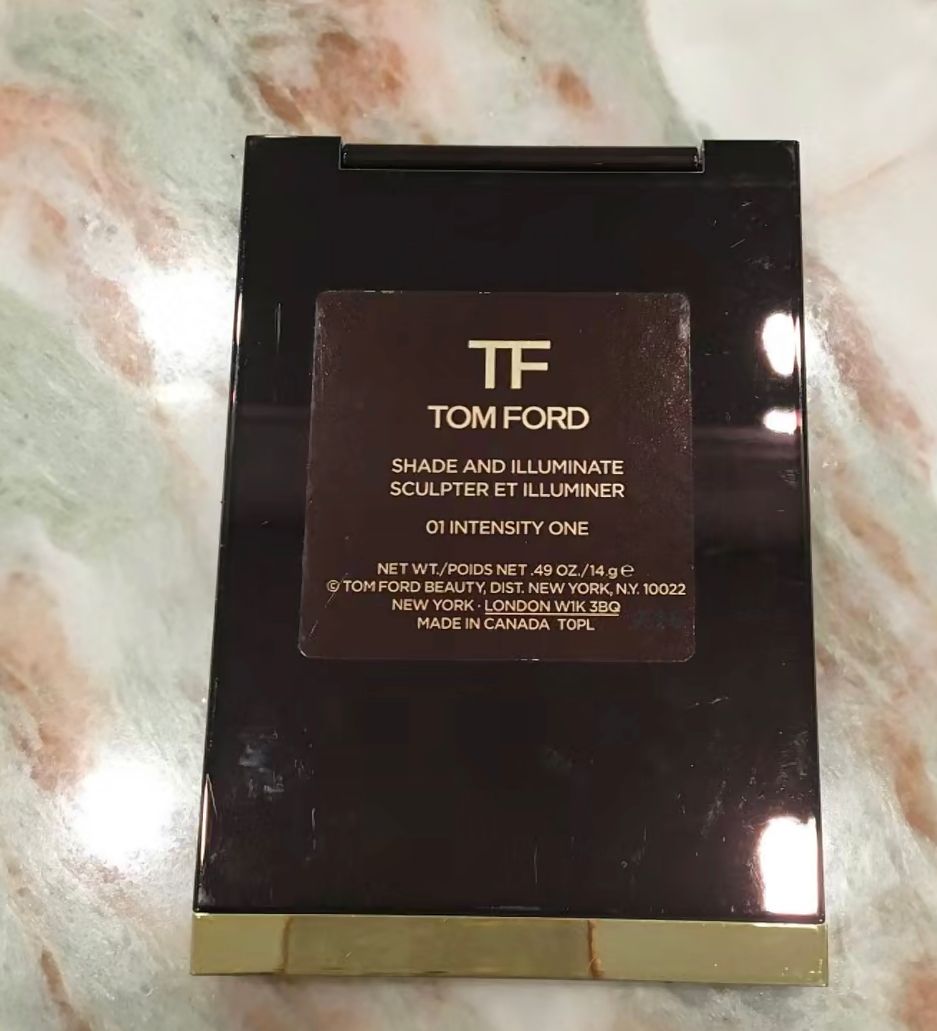 TF
TOM FORD
SHADE AND ILLUMINATE
SCULPTER ET ILLUMINER
01 INTENSITY ONE
NET WT./POIDS NET .49 OZ./14 g ℮
© TOM FORD BEAUTY, DIST. NEW YORK, N.Y. 10022
NEW YORK · LONDON W1K 3BQ
MADE IN CANADA T0PL